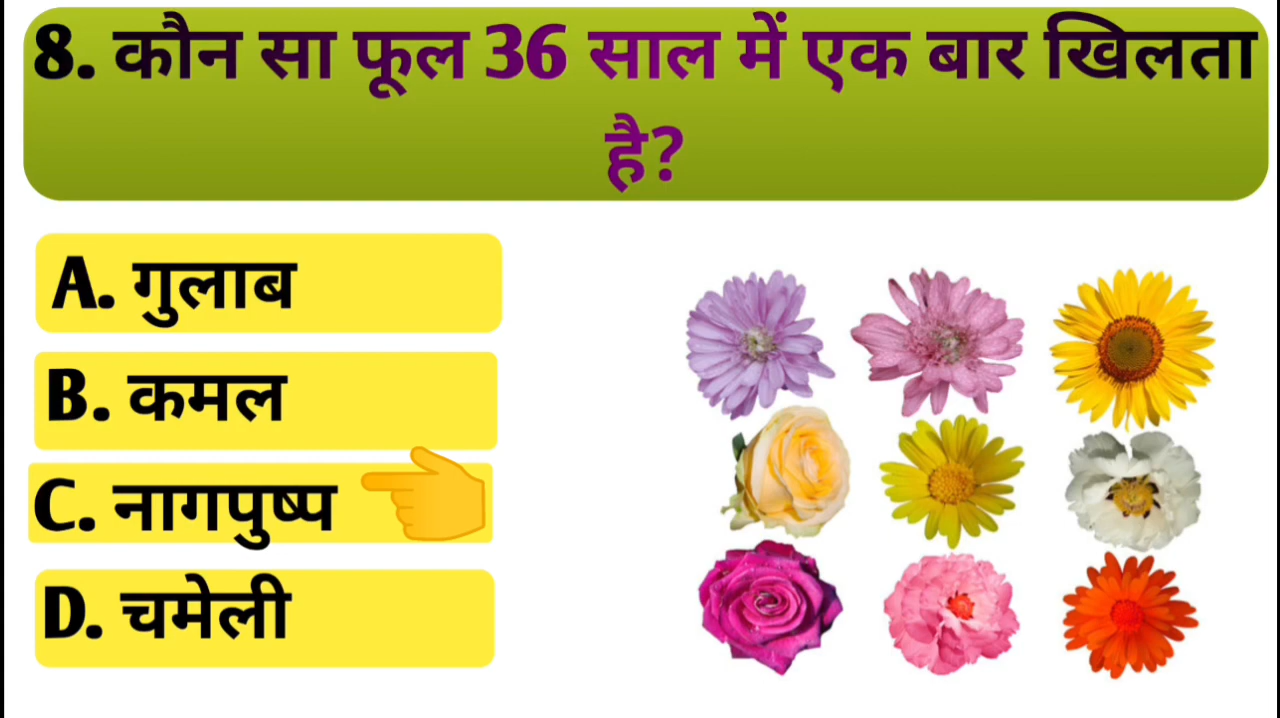 8. कौन सा फूल 36 साल में एक बार खिलता
है?
A. गुलाब
B. कमल
C. नागपुष्प
D. चमेली